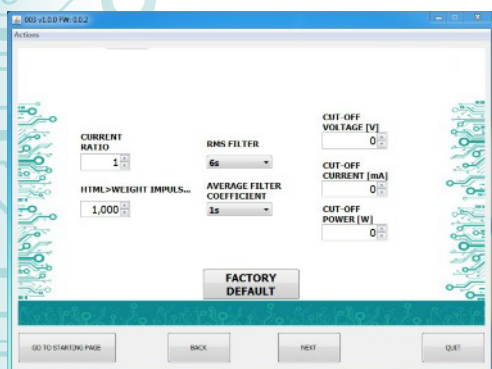 003 v1.0.0 FW: 0.0.2
Actions
CURRENT
RATIO
1
HTML>WEIGHT IMPULS...
1,000
RMS FILTER
6s
AVERAGE FILTER
COEFFICIENT
1s
CUT-OFF
VOLTAGE [V]
0
CUT-OFF
CURRENT [mA]
0
CUT-OFF
POWER [W]
0
FACTORY
DEFAULT
GO TO STARTING PAGE
BACK
NEXT
QUIT